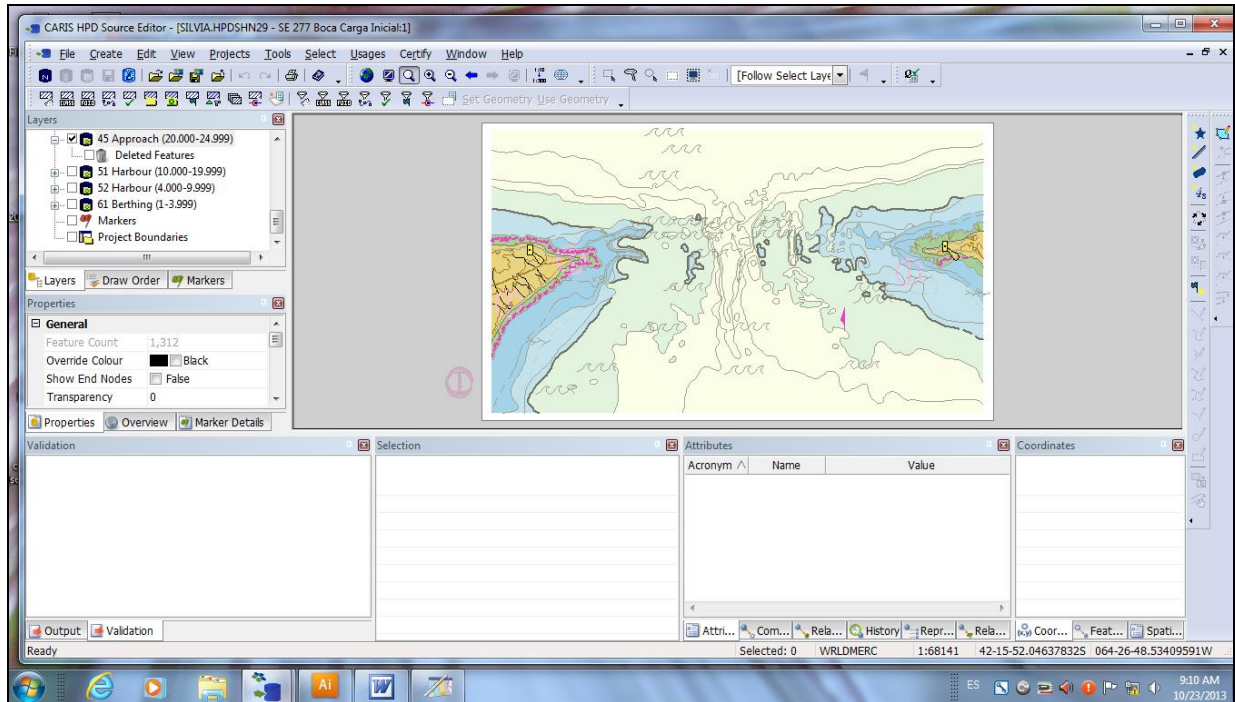 CARIS HPD Source Editor - [SILVIA.HPDSHN29 - SE 277 Boca Carga Inicial:1]
File Create Edit View Projects Tools Select Usages Certify Window Help
[Follow Select Laye
Set Geometry Use Geometry
Layers
45 Approach (20.000-24.999)
Deleted Features
51 Harbour (10.000-19.999)
52 Harbour (4.000-9.999)
61 Berthing (1-3.999)
Markers
Project Boundaries
Layers Draw Order Markers
Properties
General
Feature Count 1,312
Override Colour Black
Show End Nodes False
Transparency 0
Properties Overview Marker Details
Validation
Selection
Attributes
Coordinates
Acronym Name Value
Output Validation
Attri... Com... Rela... History Repr... Rela... Coor... Feat... Spati...
Ready
Selected: 0 WRLDMERC 1:68141 42-15-52.04637832S 064-26-48.53409591W
Ai W
ES
9:10 AM
10/23/2013